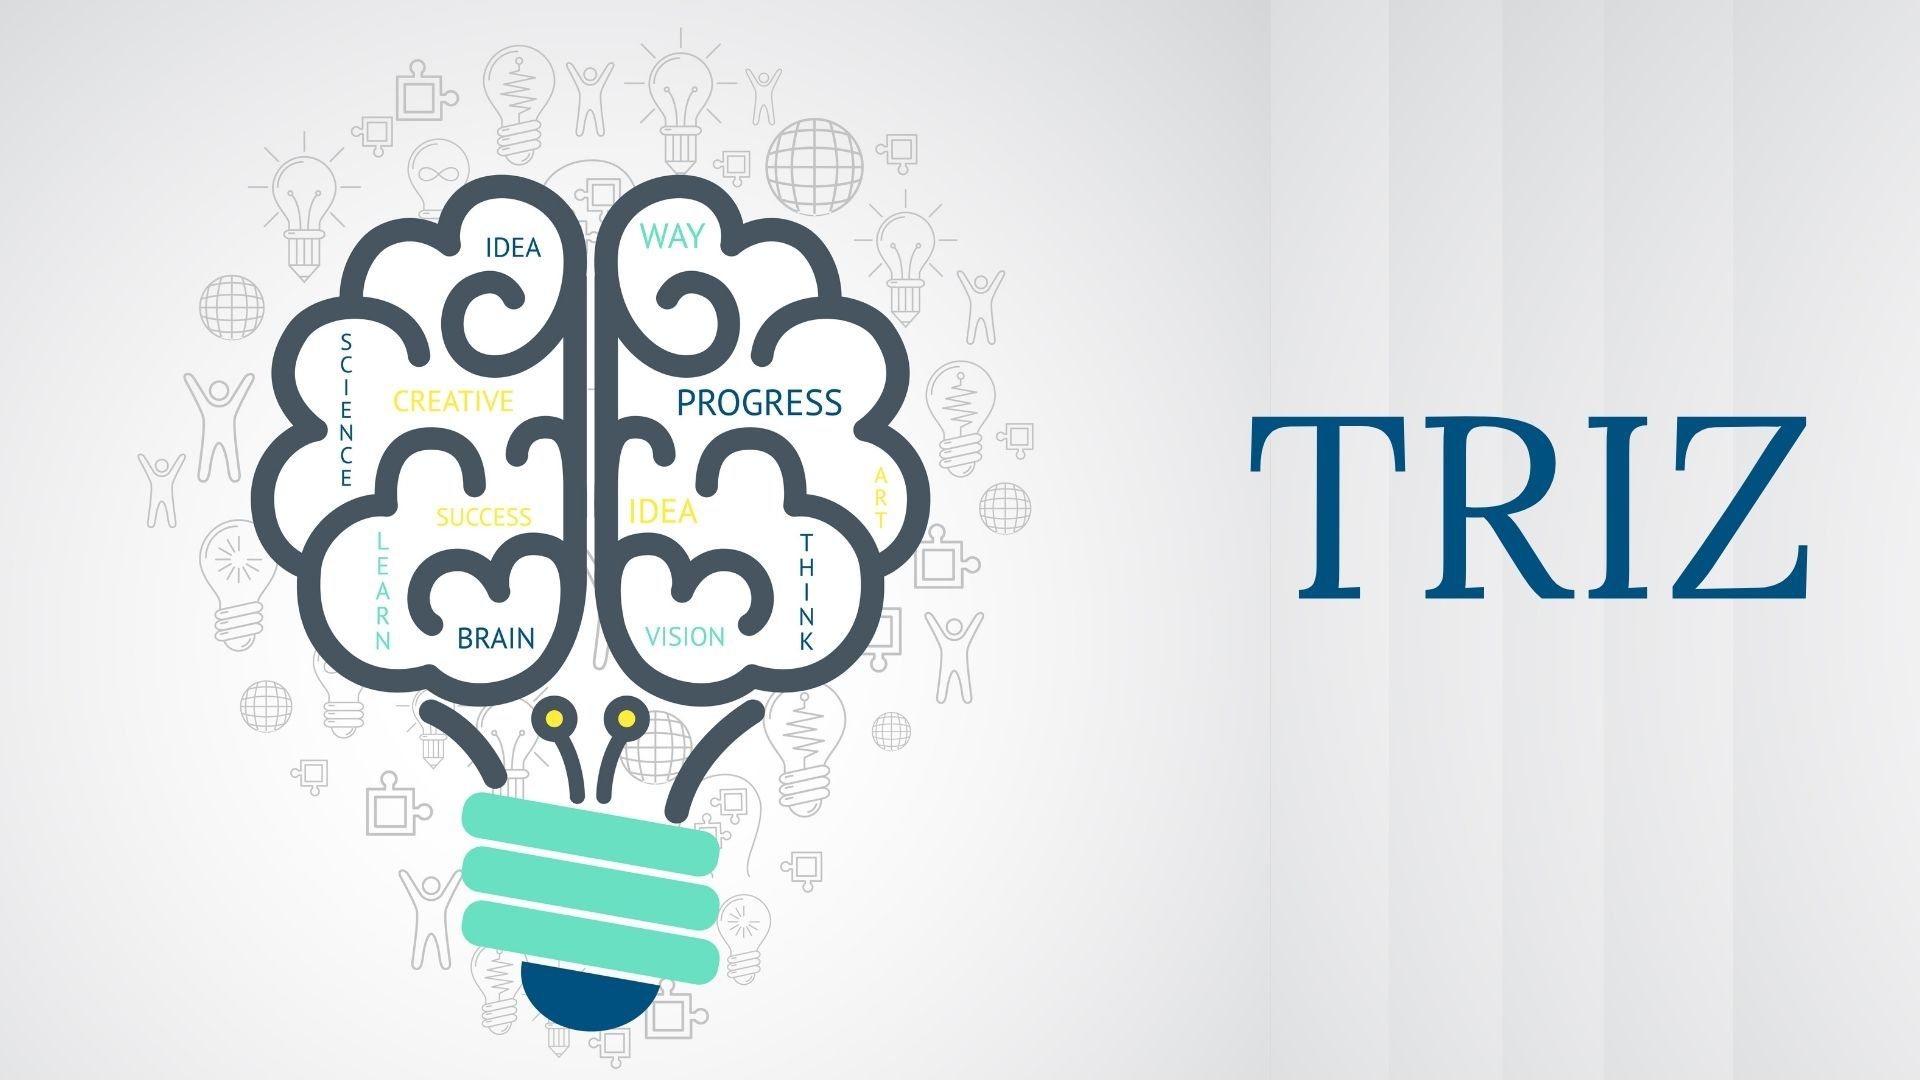 IDEA
WAY
SCIENCE
CREATIVE
PROGRESS
SUCCESS
IDEA
ART
LEARN
THINK
BRAIN
VISION
TRIZ